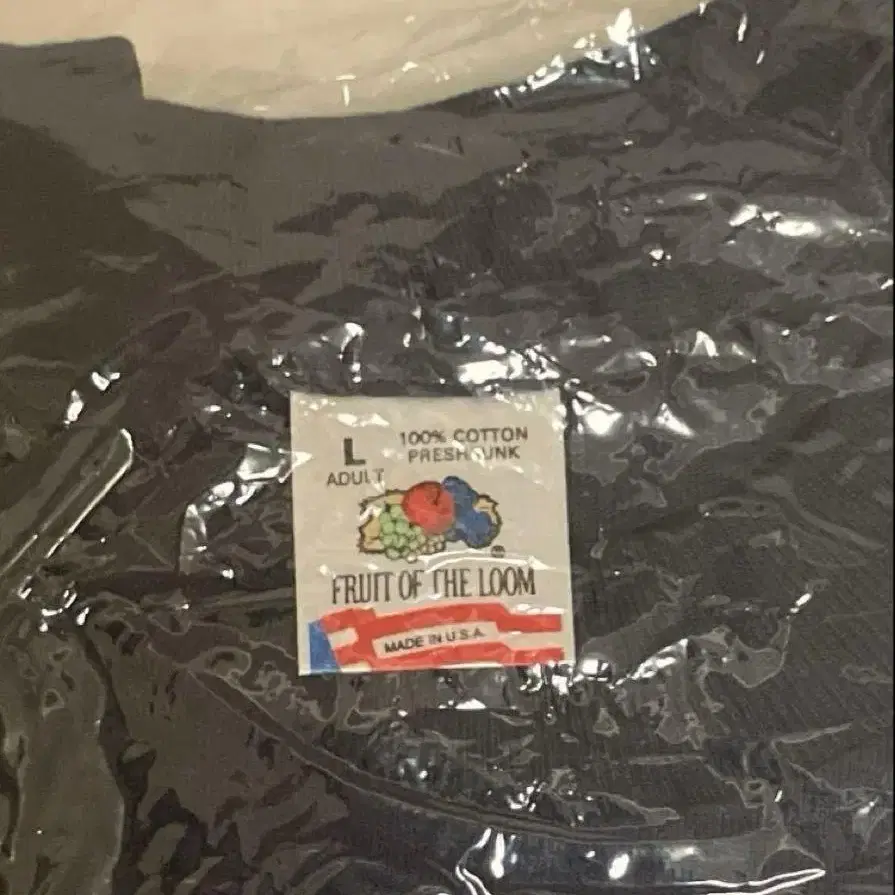 L
ADULT
100% COTTON
PRESHRUNK
®
FRUIT OF THE LOOM
MADE IN U.S.A.